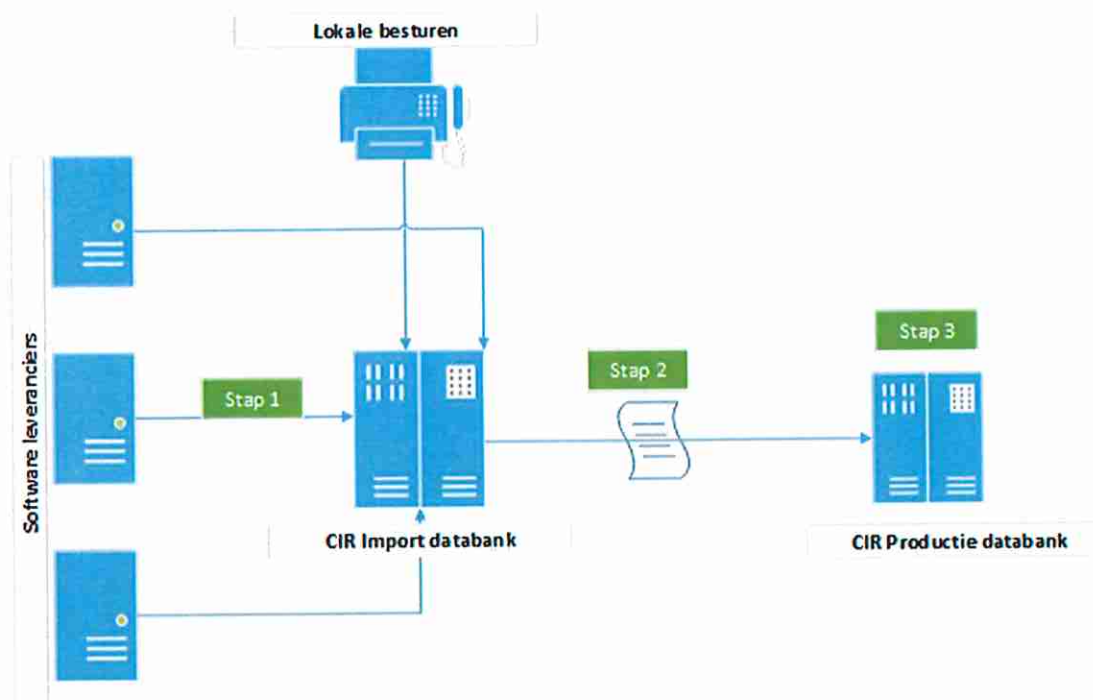 Lokale besturen
Software leveranciers
Stap 1
Stap 2
Stap 3
CIR Import databank
CIR Productie databank